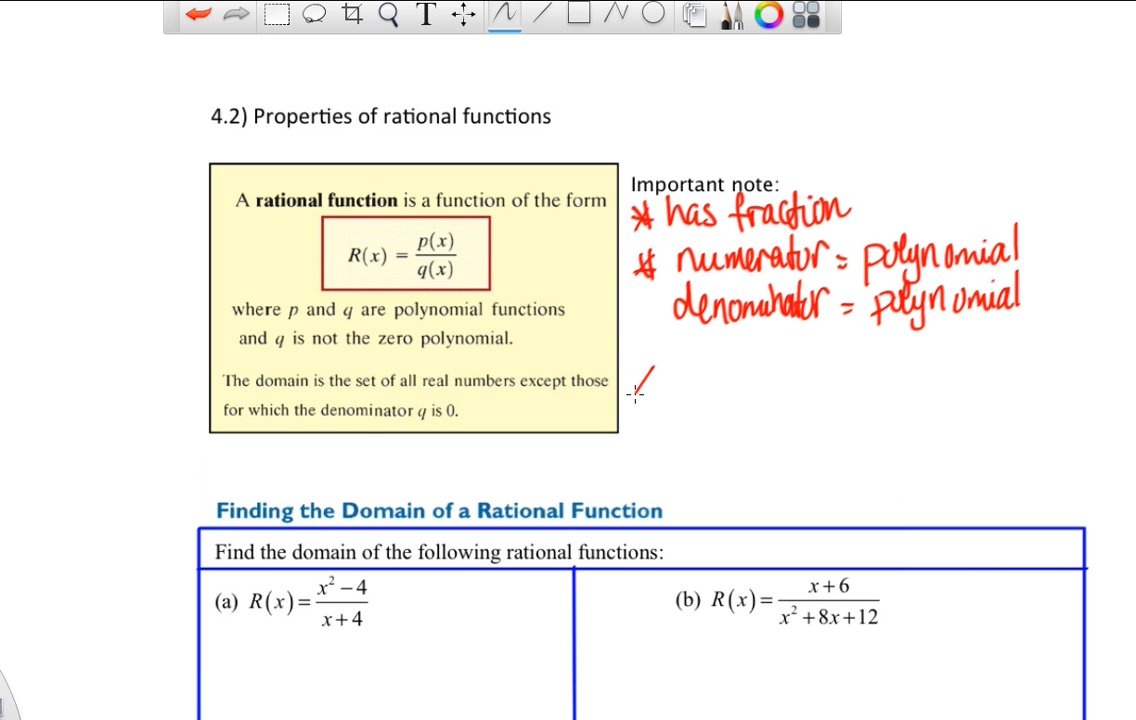 T
4.2) Properties of rational functions
A rational function is a function of the form
R(x) = p(x)/q(x)
where p and q are polynomial functions
and q is not the zero polynomial.
The domain is the set of all real numbers except those
for which the denominator q is 0.
Important note:
* has fraction
* numerator = polynomial
denominator = polynomial
Finding the Domain of a Rational Function
Find the domain of the following rational functions:
(a) R(x) = x² − 4 / x + 4
(b) R(x) = x + 6 / x² + 8x + 12